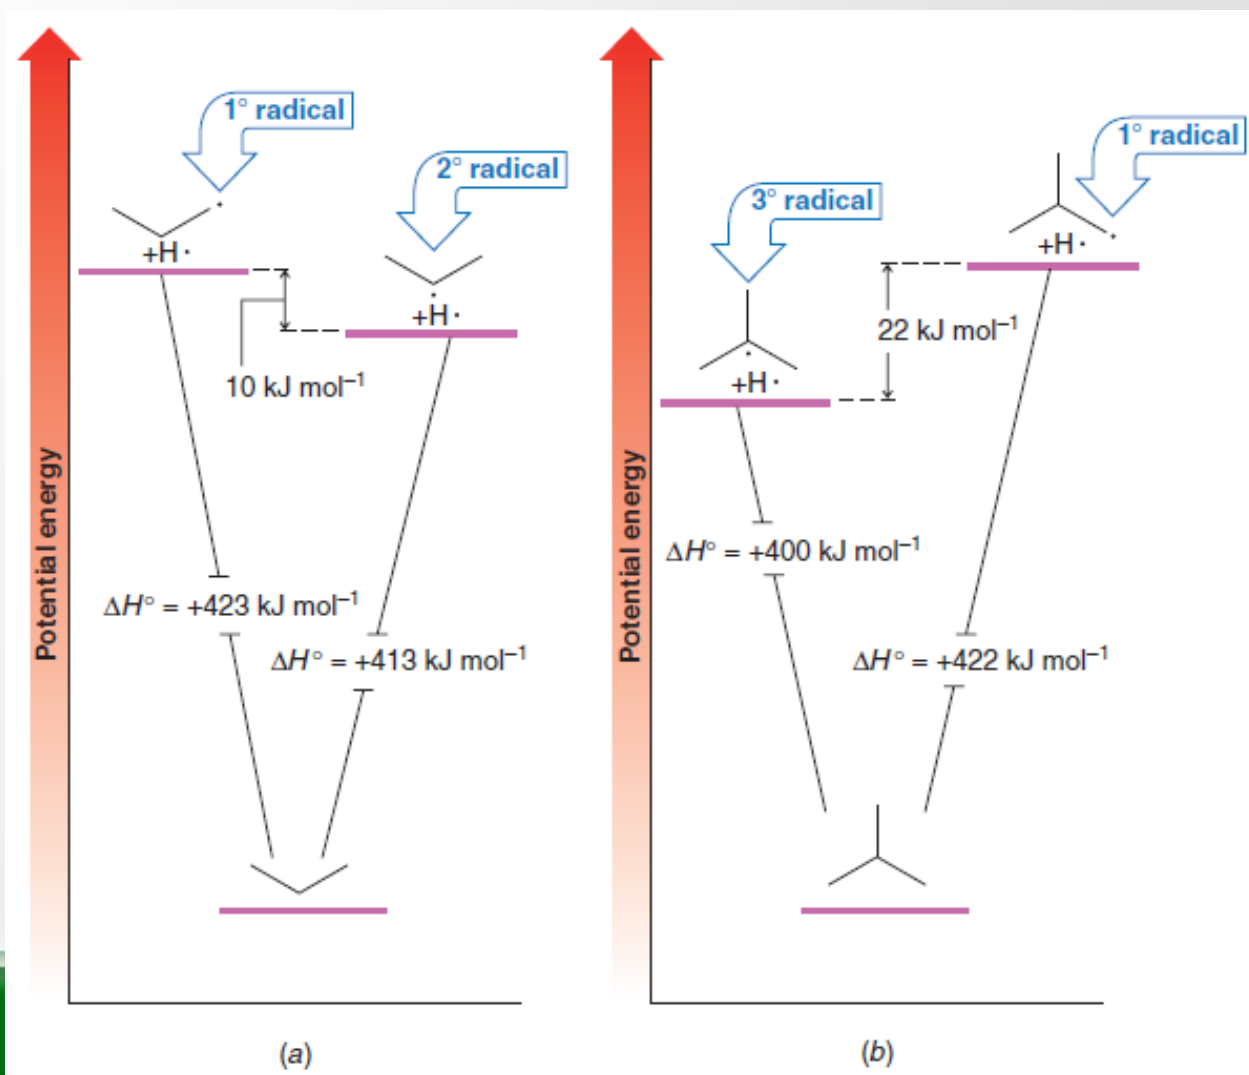 Potential energy
1° radical
2° radical
+H ·
+H ·
10 kJ mol⁻¹
ΔH° = +423 kJ mol⁻¹
ΔH° = +413 kJ mol⁻¹
(a)
Potential energy
3° radical
1° radical
+H ·
+H ·
22 kJ mol⁻¹
ΔH° = +400 kJ mol⁻¹
ΔH° = +422 kJ mol⁻¹
(b)